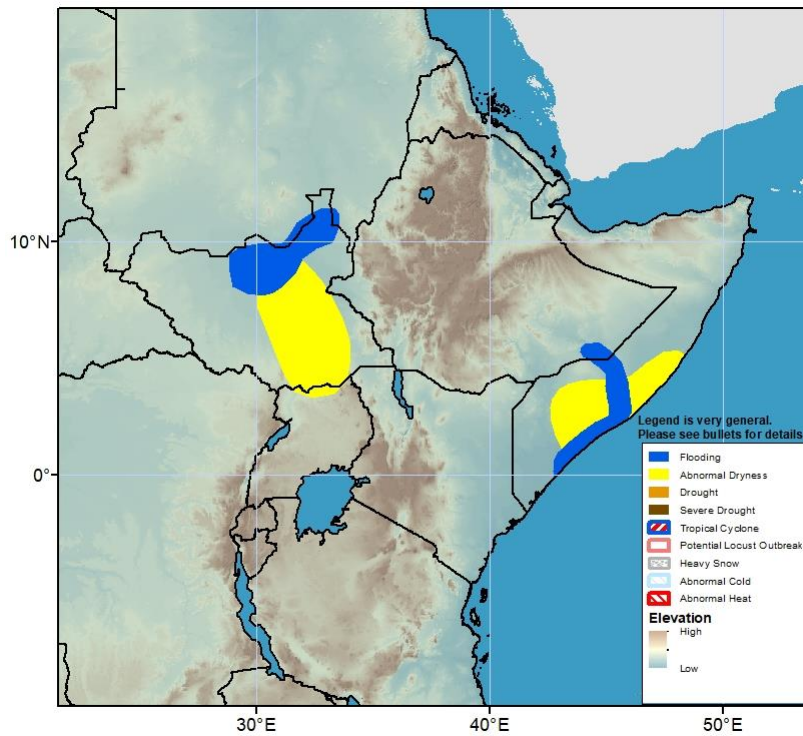 10°N
0°
Legend is very general.
Please see bullets for details
Flooding
Abnormal Dryness
Drought
Severe Drought
Tropical Cyclone
Potential Locust Outbreak
Heavy Snow
Abnormal Cold
Abnormal Heat
Elevation
High
Low
30°E
40°E
50°E